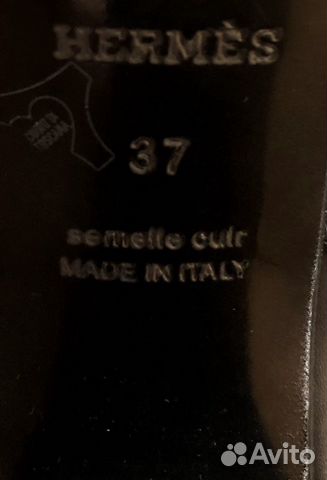 HERMÈS
37
semelle cuir
MADE IN ITALY
Avito